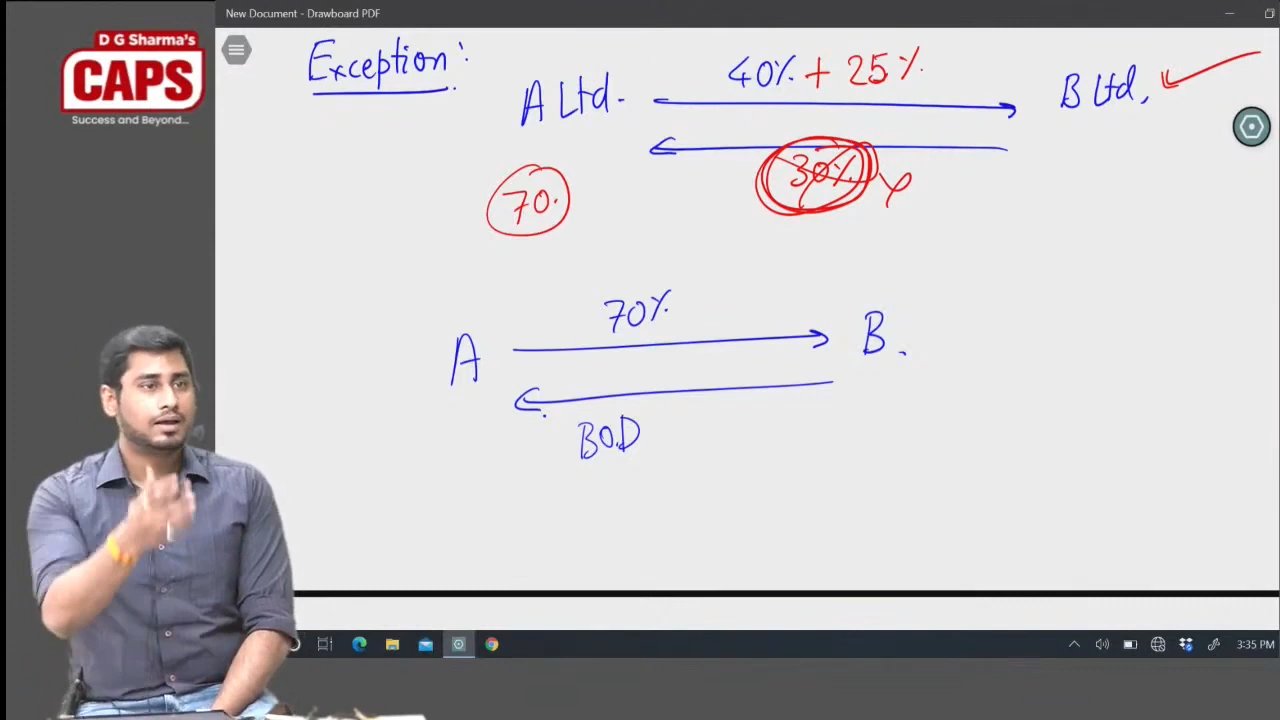 New Document - Drawboard PDF
D G Sharma's
CAPS
Success and Beyond...
Exception:
A Ltd.
40% + 25%
B Ltd.
30%
70.
70%
A
B.
B.O.D
3:35 PM